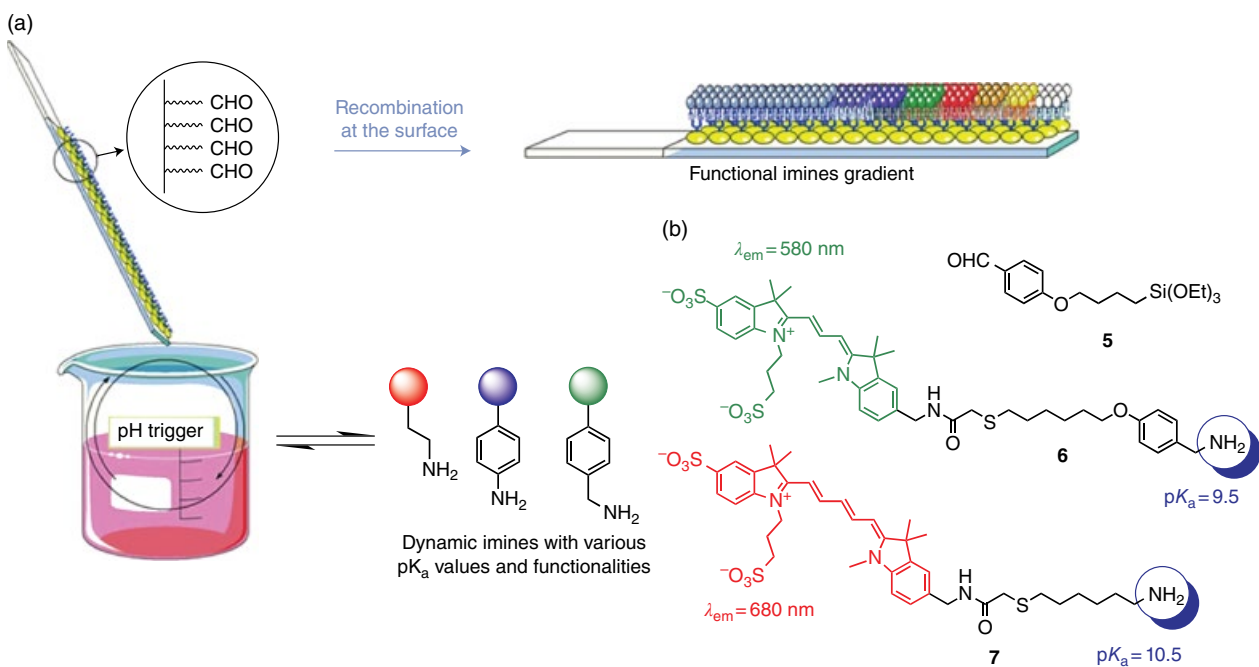 (a)
CHO
CHO
CHO
CHO
Recombination
at the surface
Functional imines gradient
pH trigger
NH₂
NH₂
NH₂
Dynamic imines with various
pKₐ values and functionalities
(b)
λem = 580 nm
⁻O₃S
N⁺
N
⁻O₃S
H
N
O
S
O
NH₂
6
pKₐ = 9.5
OHC
O
Si(OEt)₃
5
⁻O₃S
N⁺
N
⁻O₃S
λem = 680 nm
H
N
O
S
NH₂
7
pKₐ = 10.5